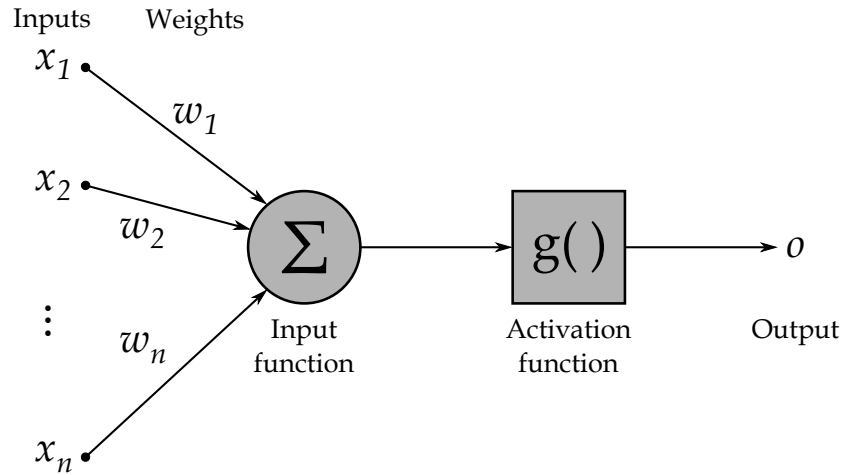 Inputs Weights
x1
w1
x2
w2
Σ
g( )
o
⋮
Input
function
Activation
function
Output
wn
xn